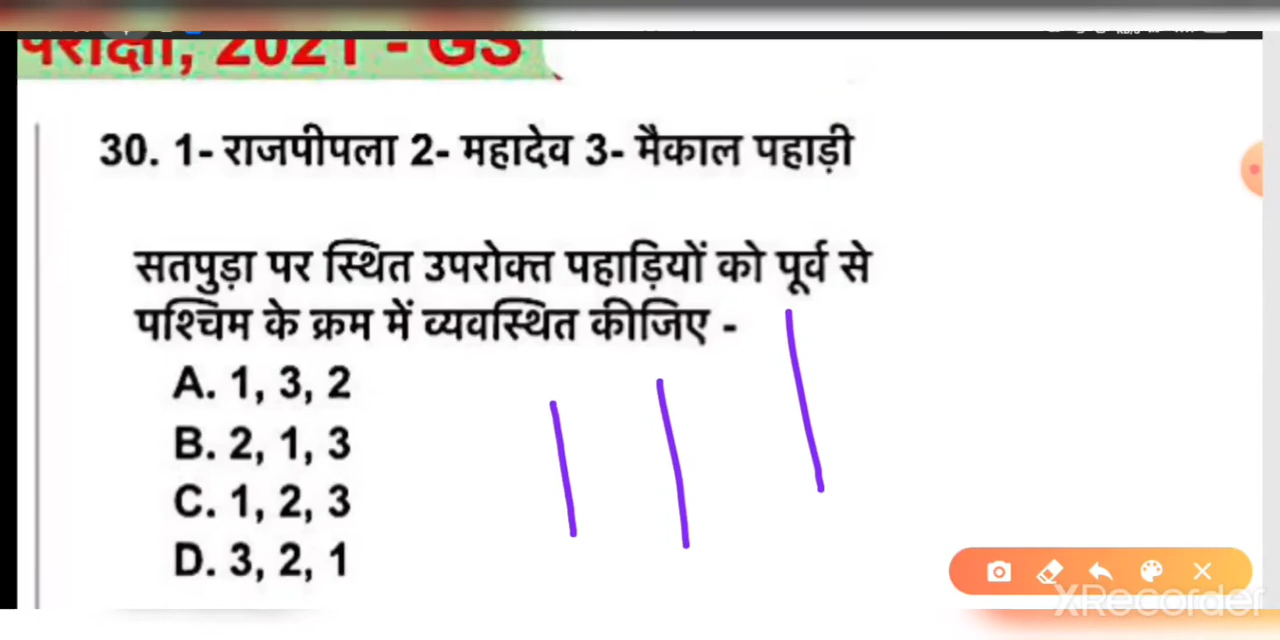 परीक्षा, 2021 - GS
30. 1- राजपीपला 2- महादेव 3- मैकाल पहाड़ी
सतपुड़ा पर स्थित उपरोक्त पहाड़ियों को पूर्व से
पश्चिम के क्रम में व्यवस्थित कीजिए -
A. 1, 3, 2
B. 2, 1, 3
C. 1, 2, 3
D. 3, 2, 1
XRecorder